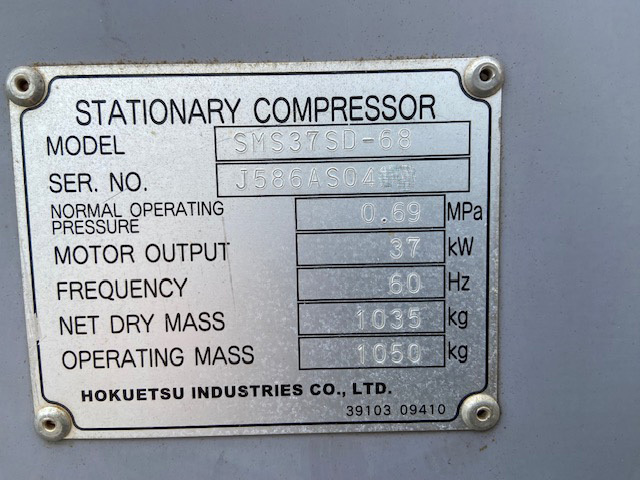 STATIONARY COMPRESSOR
MODEL SMS37SD-68
SER. NO. J586AS04
NORMAL OPERATING PRESSURE 0.69 MPa
MOTOR OUTPUT 37 kW
FREQUENCY 60 Hz
NET DRY MASS 1035 kg
OPERATING MASS 1050 kg
HOKUETSU INDUSTRIES CO., LTD.
39103 09410